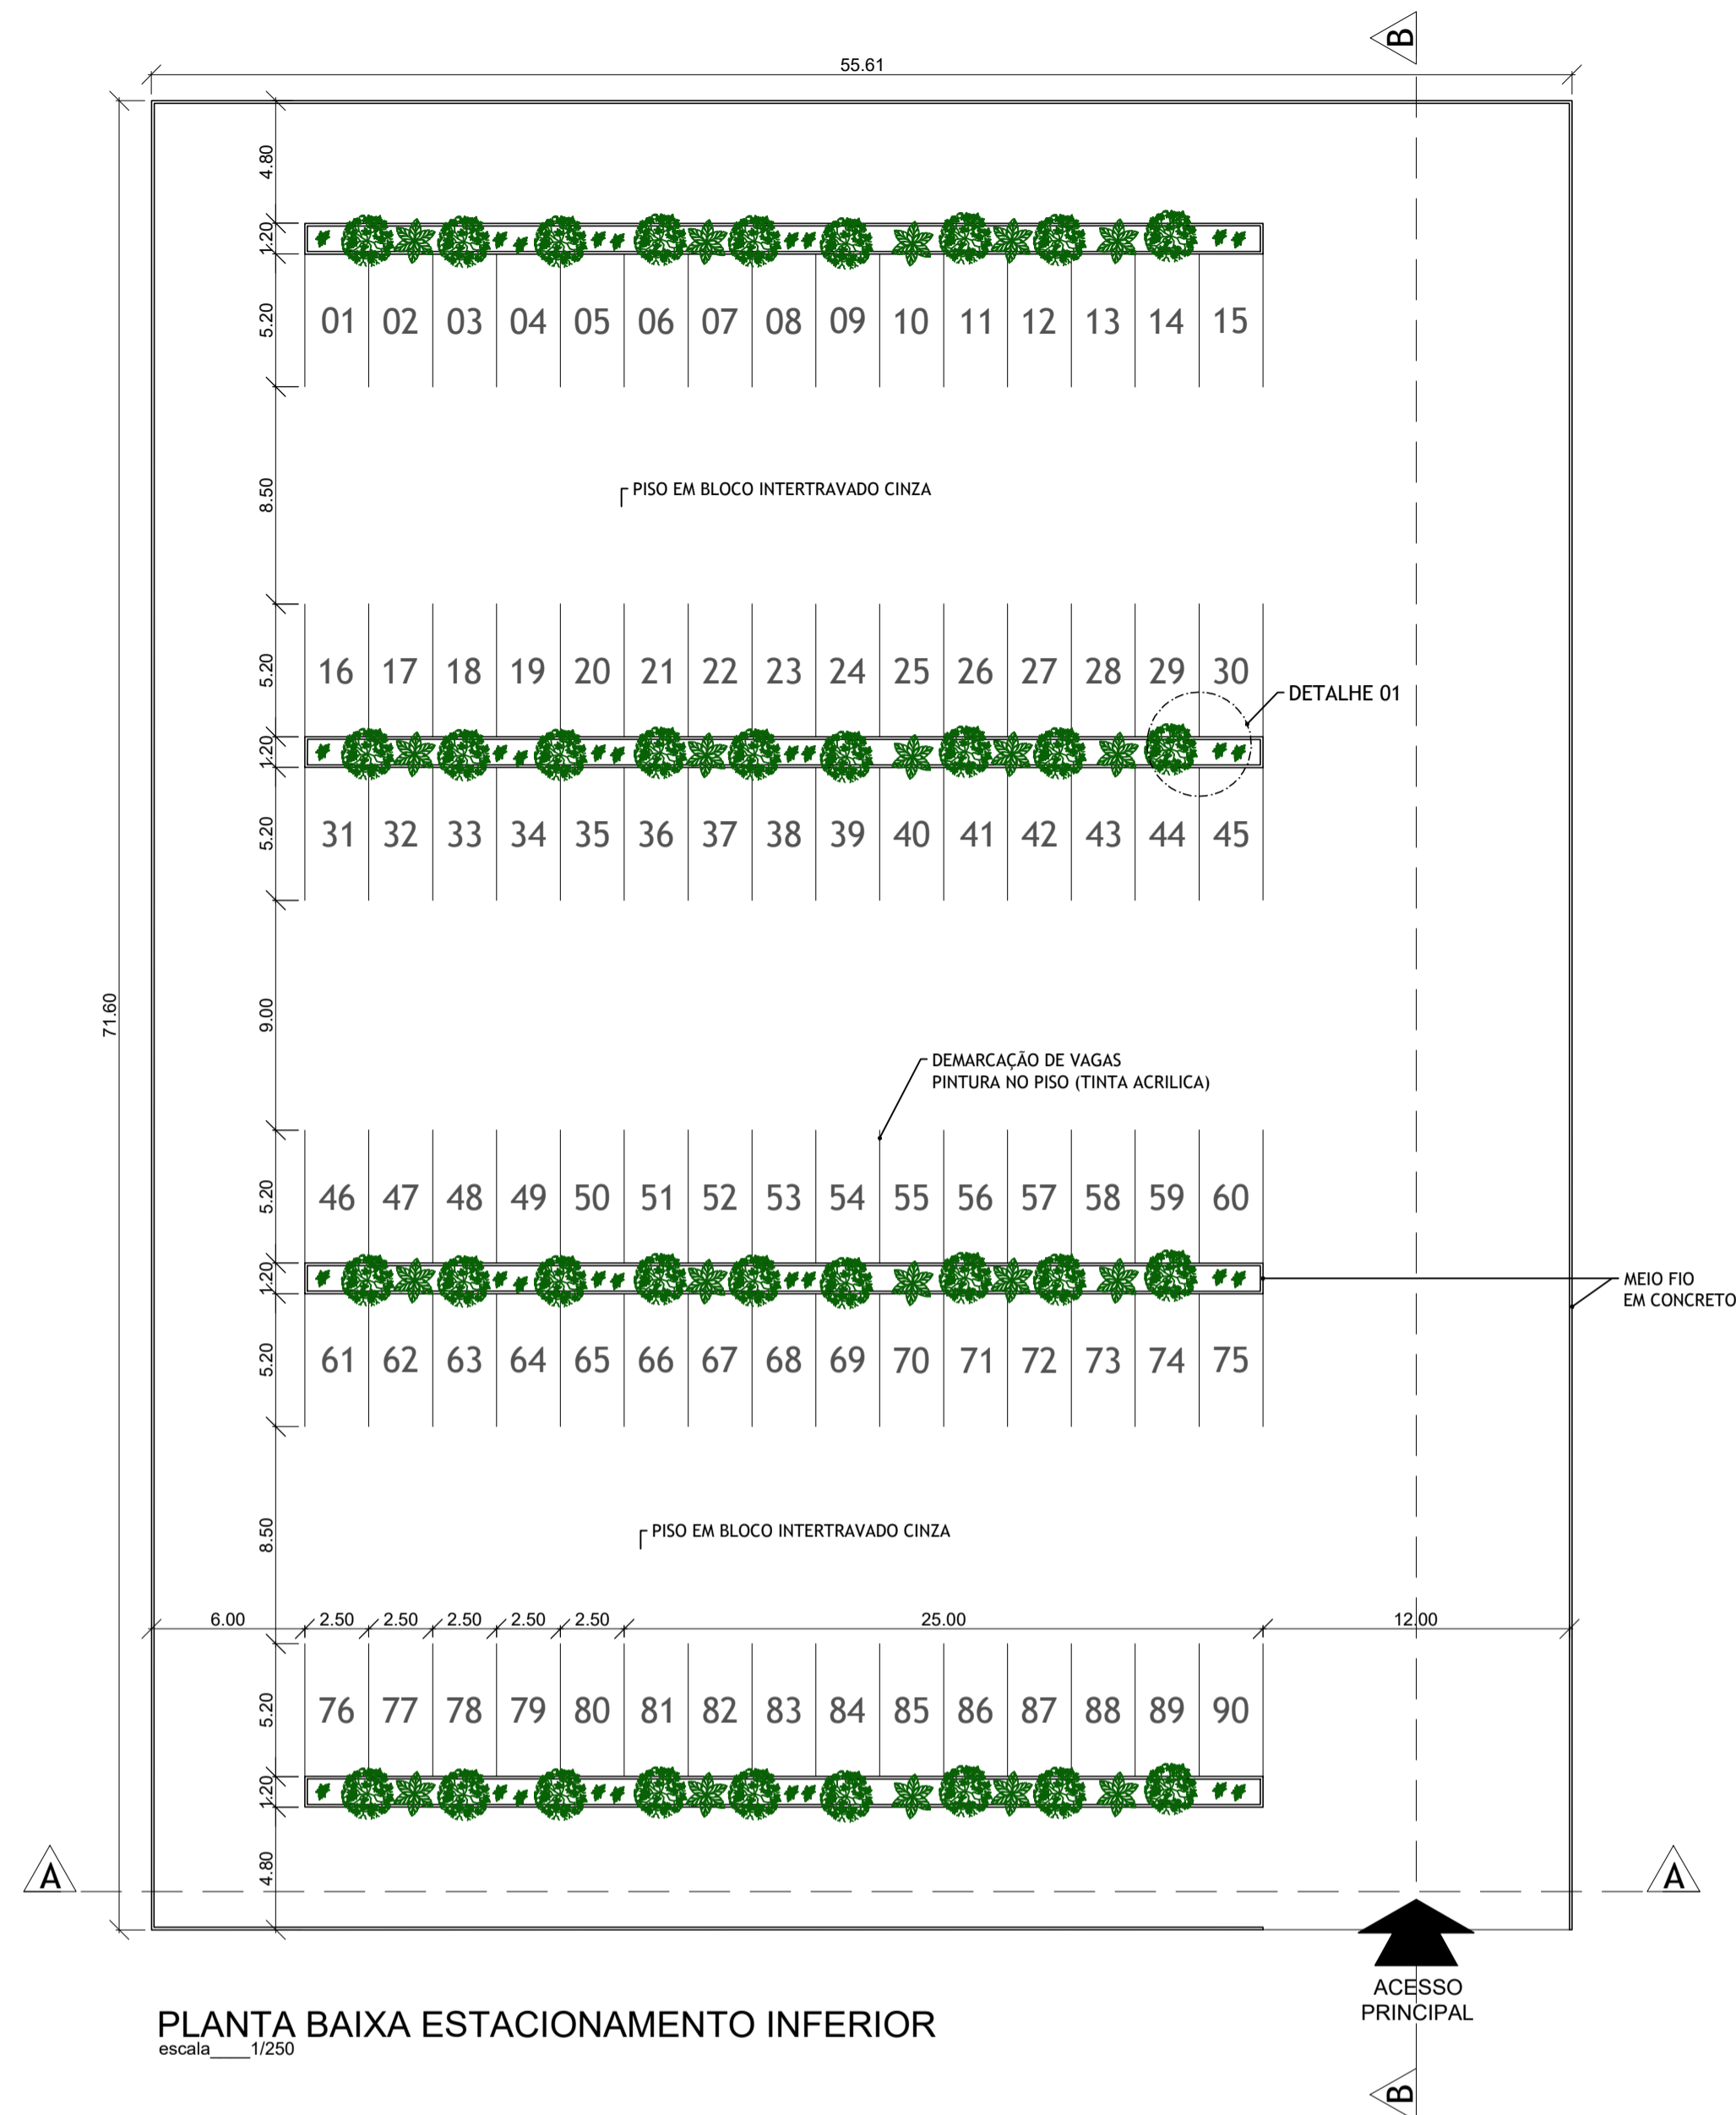 B
55.61
4.80
1.20
5.20
01 02 03 04 05 06 07 08 09 10 11 12 13 14 15
8.50
PISO EM BLOCO INTERTRAVADO CINZA
5.20
16 17 18 19 20 21 22 23 24 25 26 27 28 29 30
DETALHE 01
1.20
5.20
31 32 33 34 35 36 37 38 39 40 41 42 43 44 45
71.60
9.00
DEMARCAÇÃO DE VAGAS
PINTURA NO PISO (TINTA ACRILICA)
5.20
46 47 48 49 50 51 52 53 54 55 56 57 58 59 60
1.20
MEIO FIO
EM CONCRETO
5.20
61 62 63 64 65 66 67 68 69 70 71 72 73 74 75
8.50
PISO EM BLOCO INTERTRAVADO CINZA
6.00 2.50 2.50 2.50 2.50 2.50 25.00 12.00
5.20
76 77 78 79 80 81 82 83 84 85 86 87 88 89 90
1.20
4.80
A A
ACESSO
PRINCIPAL
PLANTA BAIXA ESTACIONAMENTO INFERIOR
escala____1/250
B